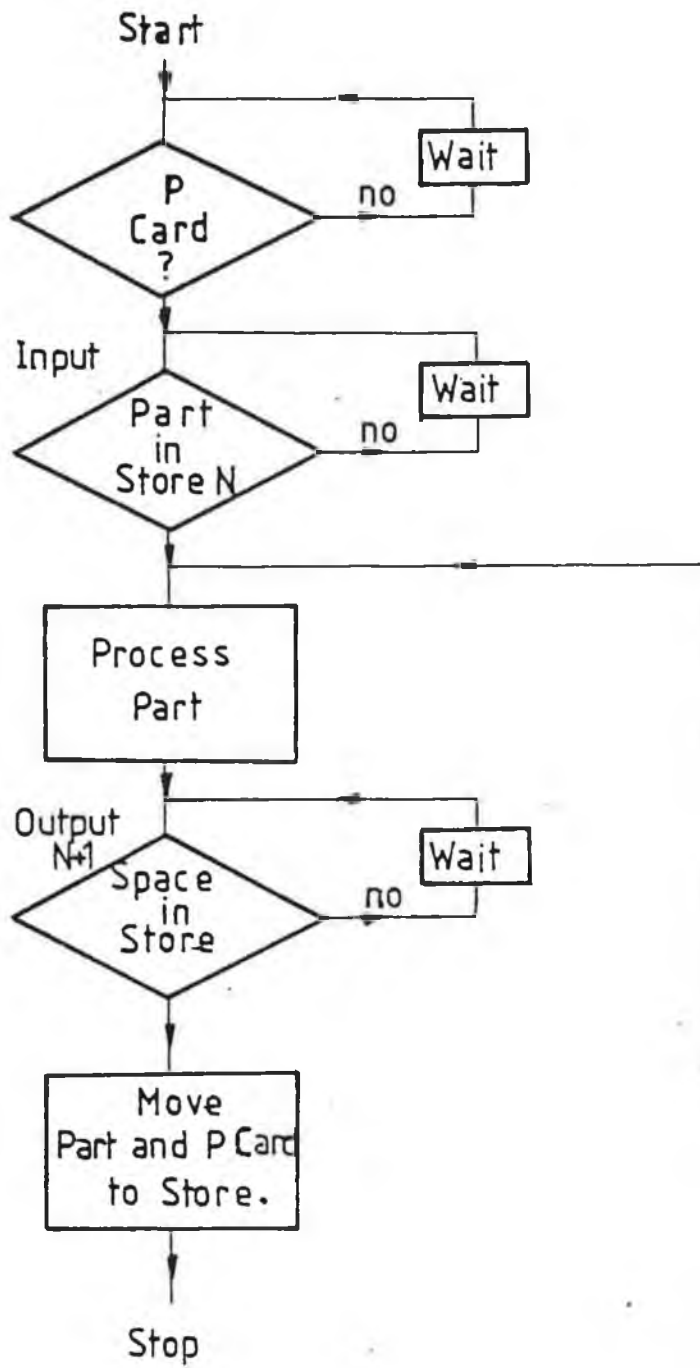 Start
Wait
no
P
Card
?
Input
Wait
no
Part
in
Store N
Process
Part
Output
N+1
Wait
no
Space
in
Store
Move
Part and P Card
to Store.
Stop